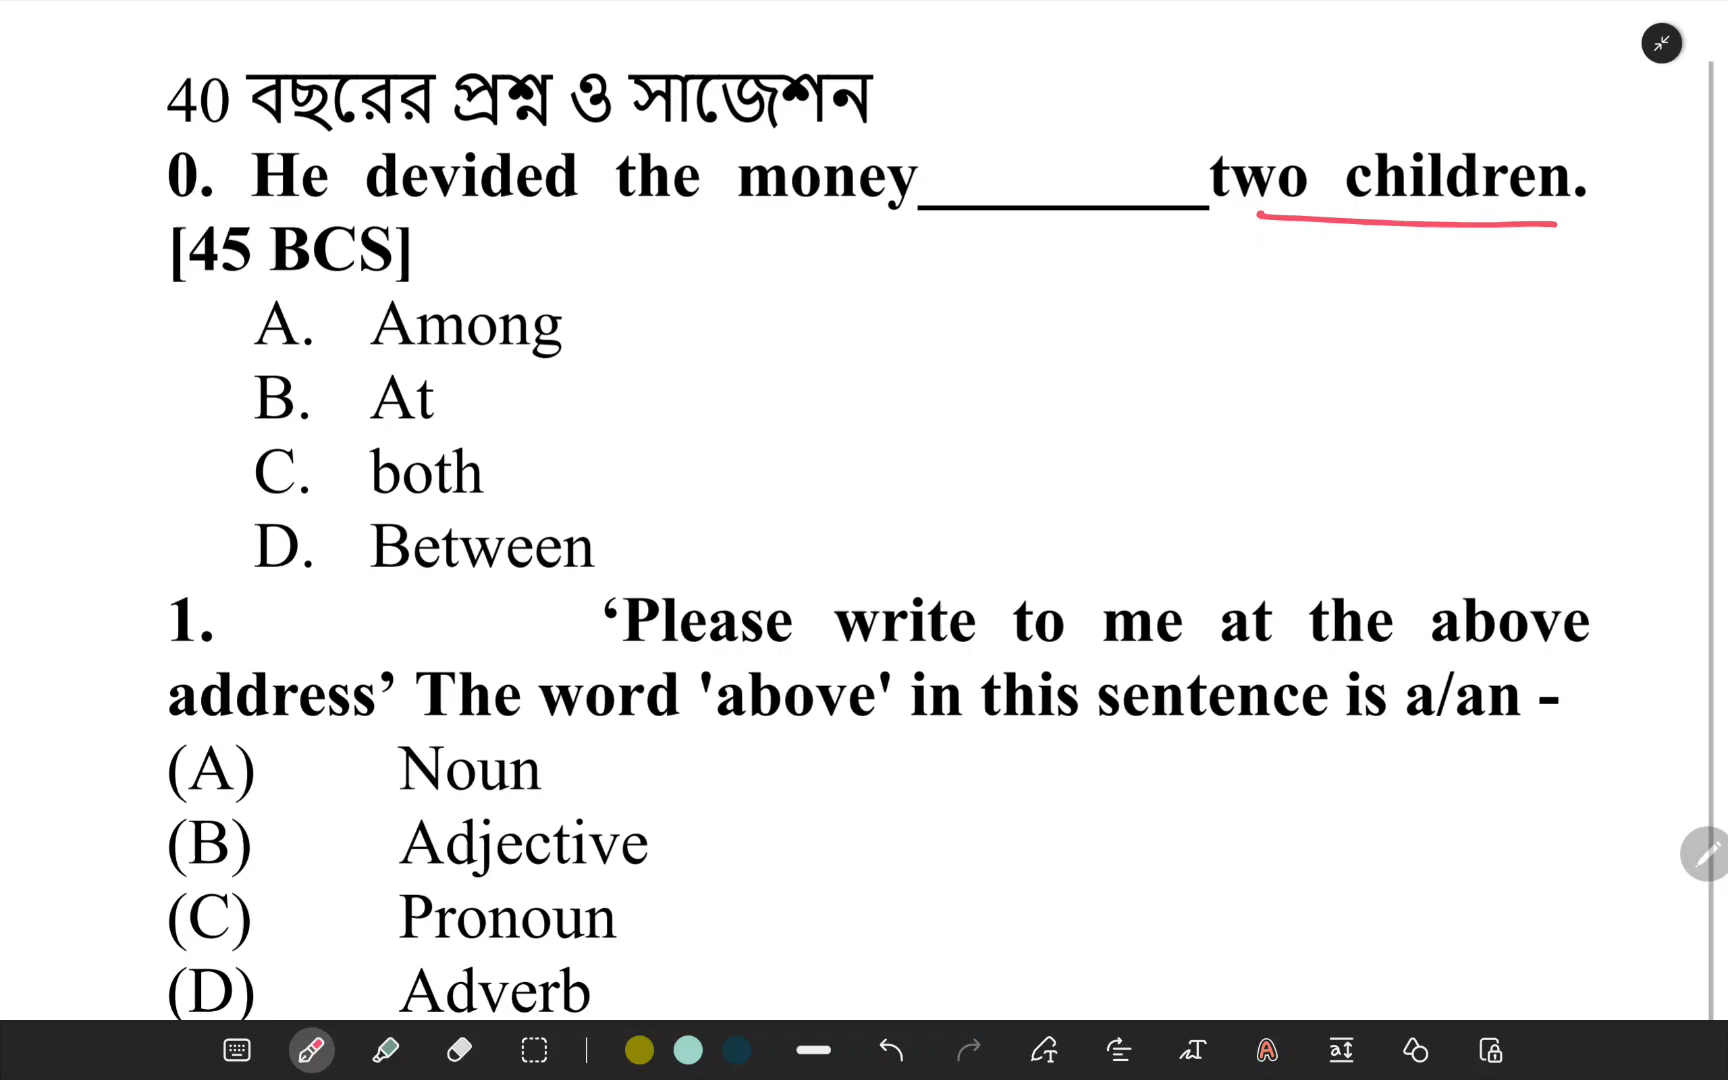 40 বছরের প্রশ্ন ও সাজেশন
0. He devided the money__________two children.
[45 BCS]
A. Among
B. At
C. both
D. Between
1. ‘Please write to me at the above
address’ The word 'above' in this sentence is a/an -
(A) Noun
(B) Adjective
(C) Pronoun
(D) Adverb